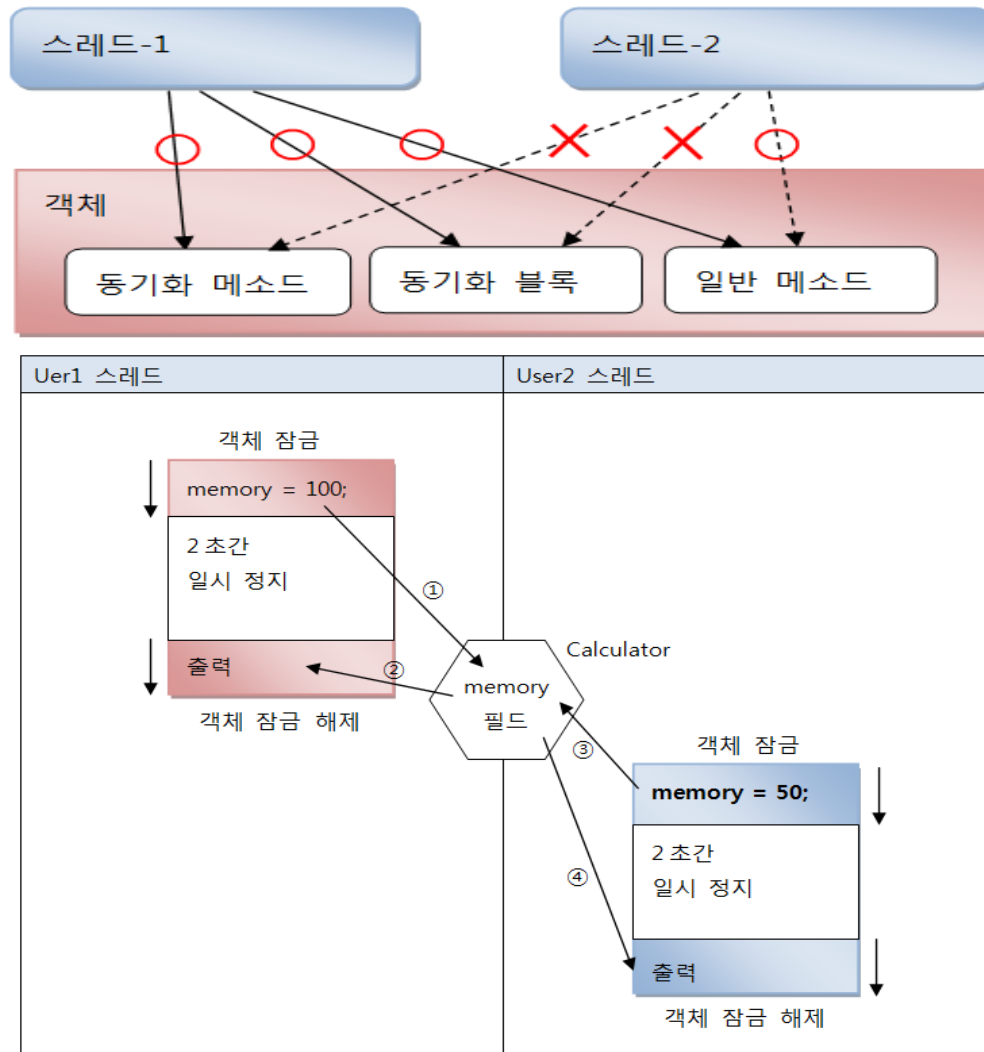 스레드-1
스레드-2
객체
동기화 메소드
동기화 블록
일반 메소드
Uer1 스레드
User2 스레드
객체 잠금
memory = 100;
2초간
일시 정지
①
출력
②
객체 잠금 해제
Calculator
memory
필드
③
객체 잠금
memory = 50;
2초간
일시 정지
④
출력
객체 잠금 해제